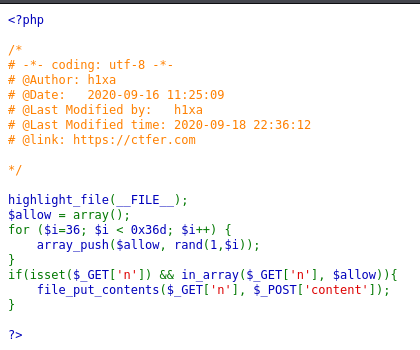 <?php
/*
# -*- coding: utf-8 -*-
# @Author: h1xa
# @Date:   2020-09-16 11:25:09
# @Last Modified by:   h1xa
# @Last Modified time: 2020-09-18 22:36:12
# @link: https://ctfer.com
*/
highlight_file(__FILE__);
$allow = array();
for ($i=36; $i < 0x36d; $i++) {
    array_push($allow, rand(1,$i));
}
if(isset($_GET['n']) && in_array($_GET['n'], $allow)){
    file_put_contents($_GET['n'], $_POST['content']);
}
?>